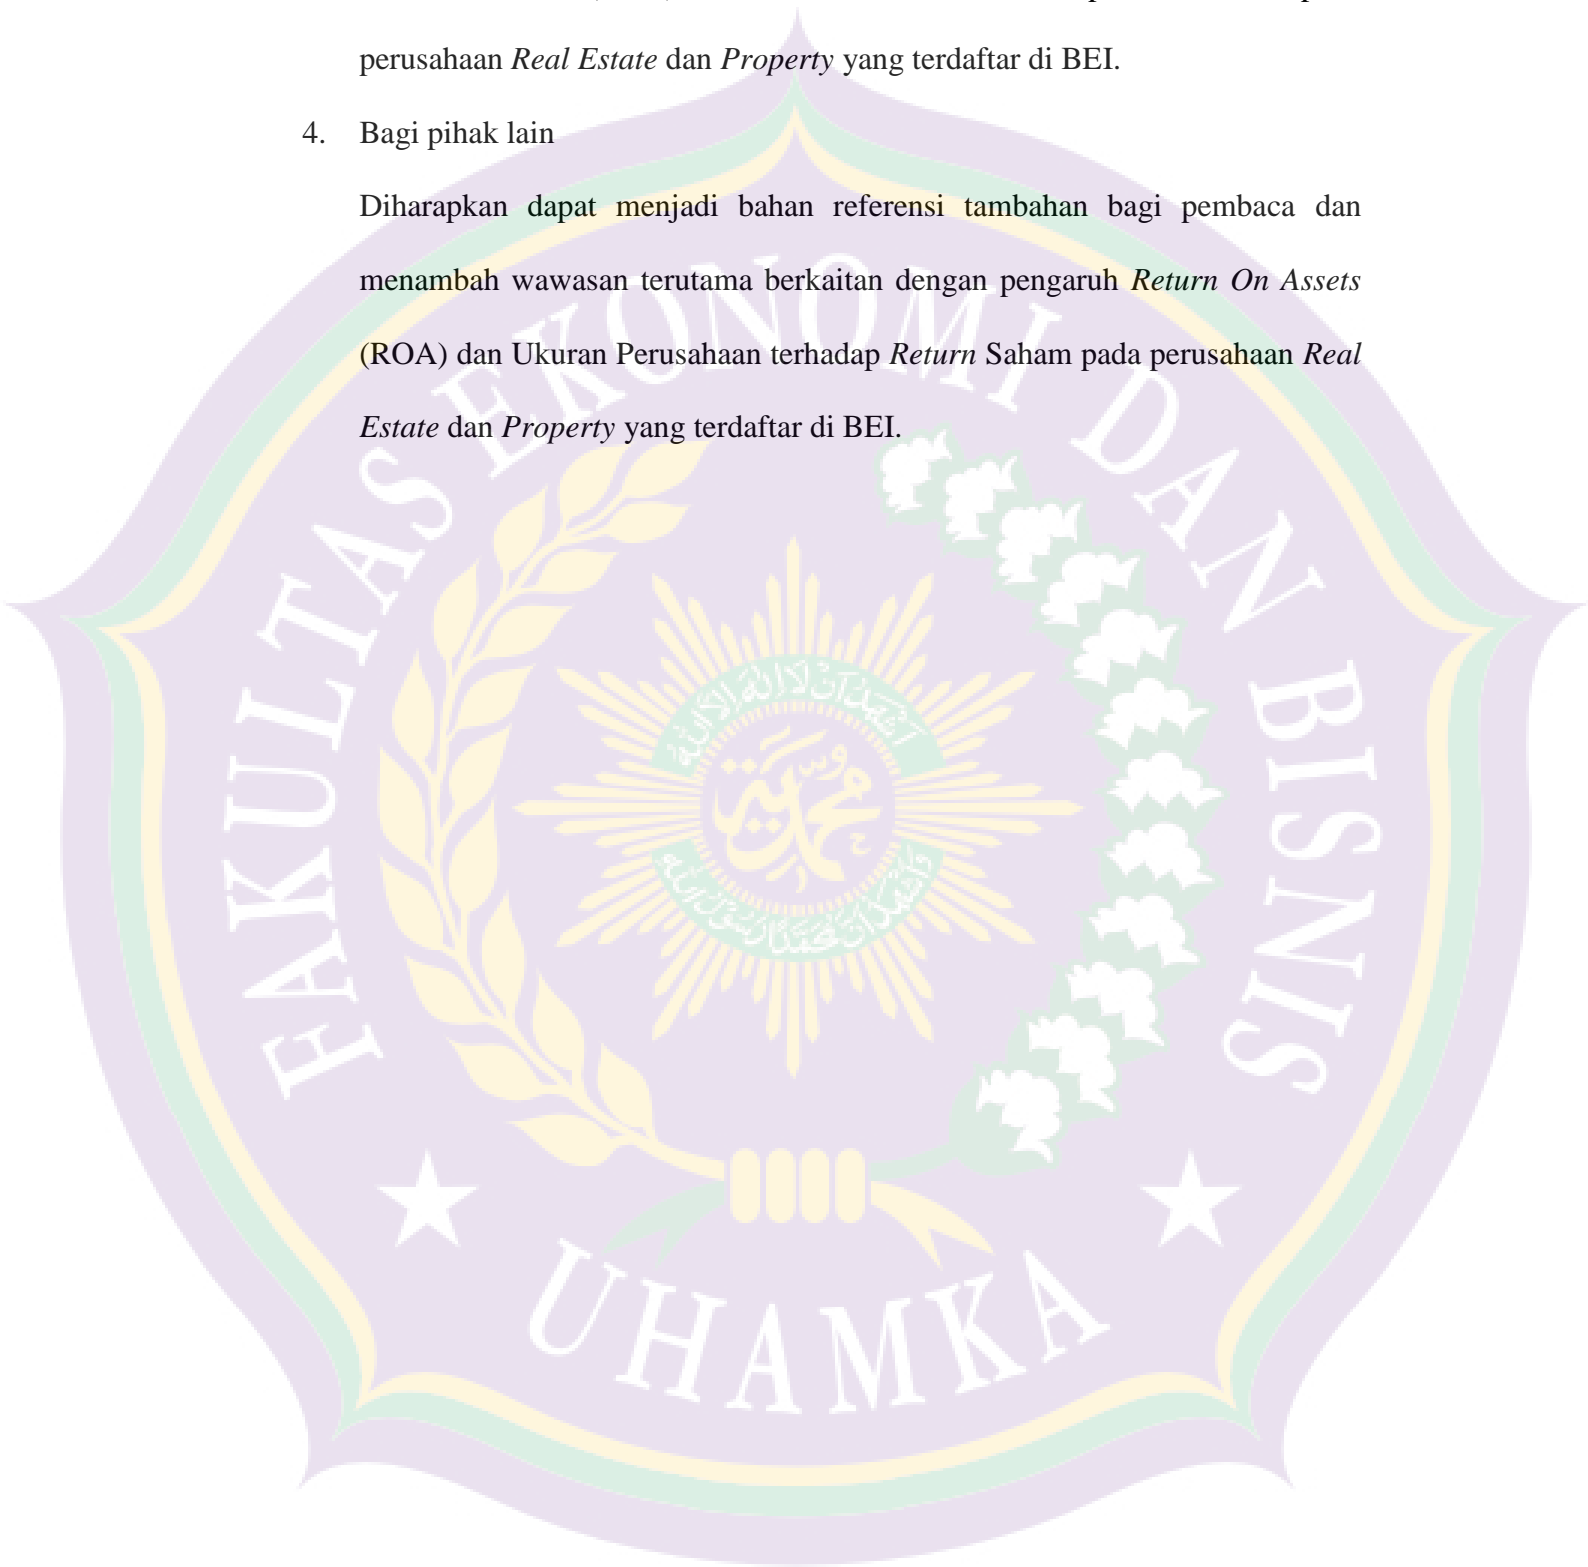 perusahaan Real Estate dan Property yang terdaftar di BEI.
4. Bagi pihak lain
Diharapkan dapat menjadi bahan referensi tambahan bagi pembaca dan
menambah wawasan terutama berkaitan dengan pengaruh Return On Assets
(ROA) dan Ukuran Perusahaan terhadap Return Saham pada perusahaan Real
Estate dan Property yang terdaftar di BEI.
FAKULTAS EKONOMI DAN BISNIS
UHAMKA